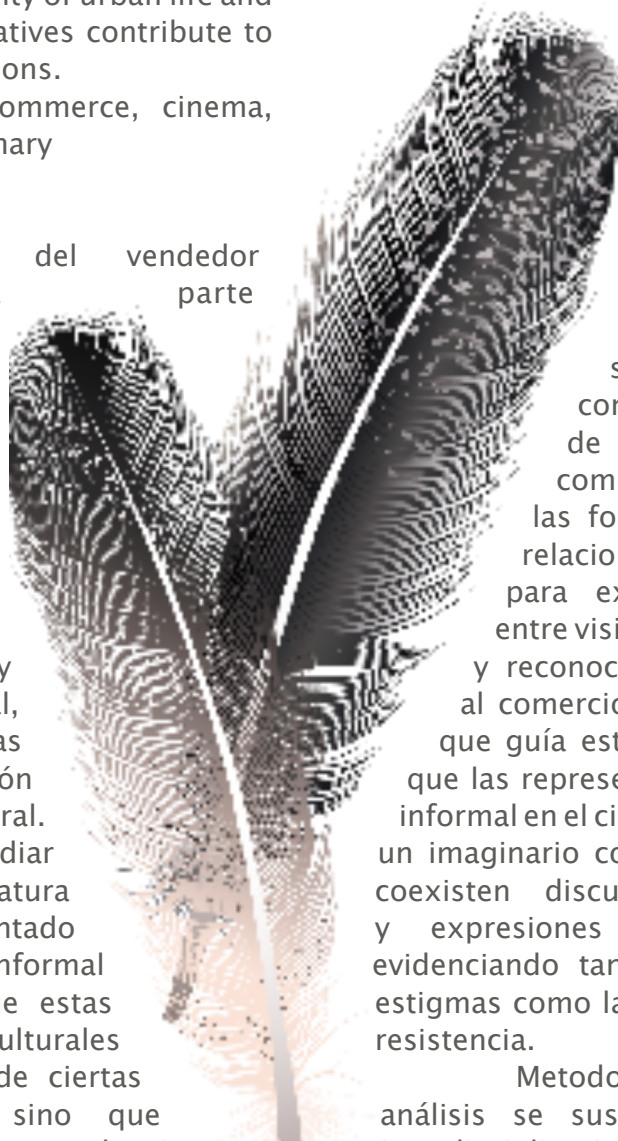 ity of urban life and
atives contribute to
ons.
ommerce, cinema,
nary
del vendedor
parte
y
l,
as
ón
ral.
diar
atura
ntado
nformal
e estas
ulturales
de ciertas
sino que
s
con
de
com
las fo
relacio
para ex
entre visi
y reconoc
al comercio
que guía est
que las represe
informal en el ci
un imaginario co
coexisten discu
y expresiones
evidenciando tan
estigmas como la
resistencia.
Metodo
análisis se sus